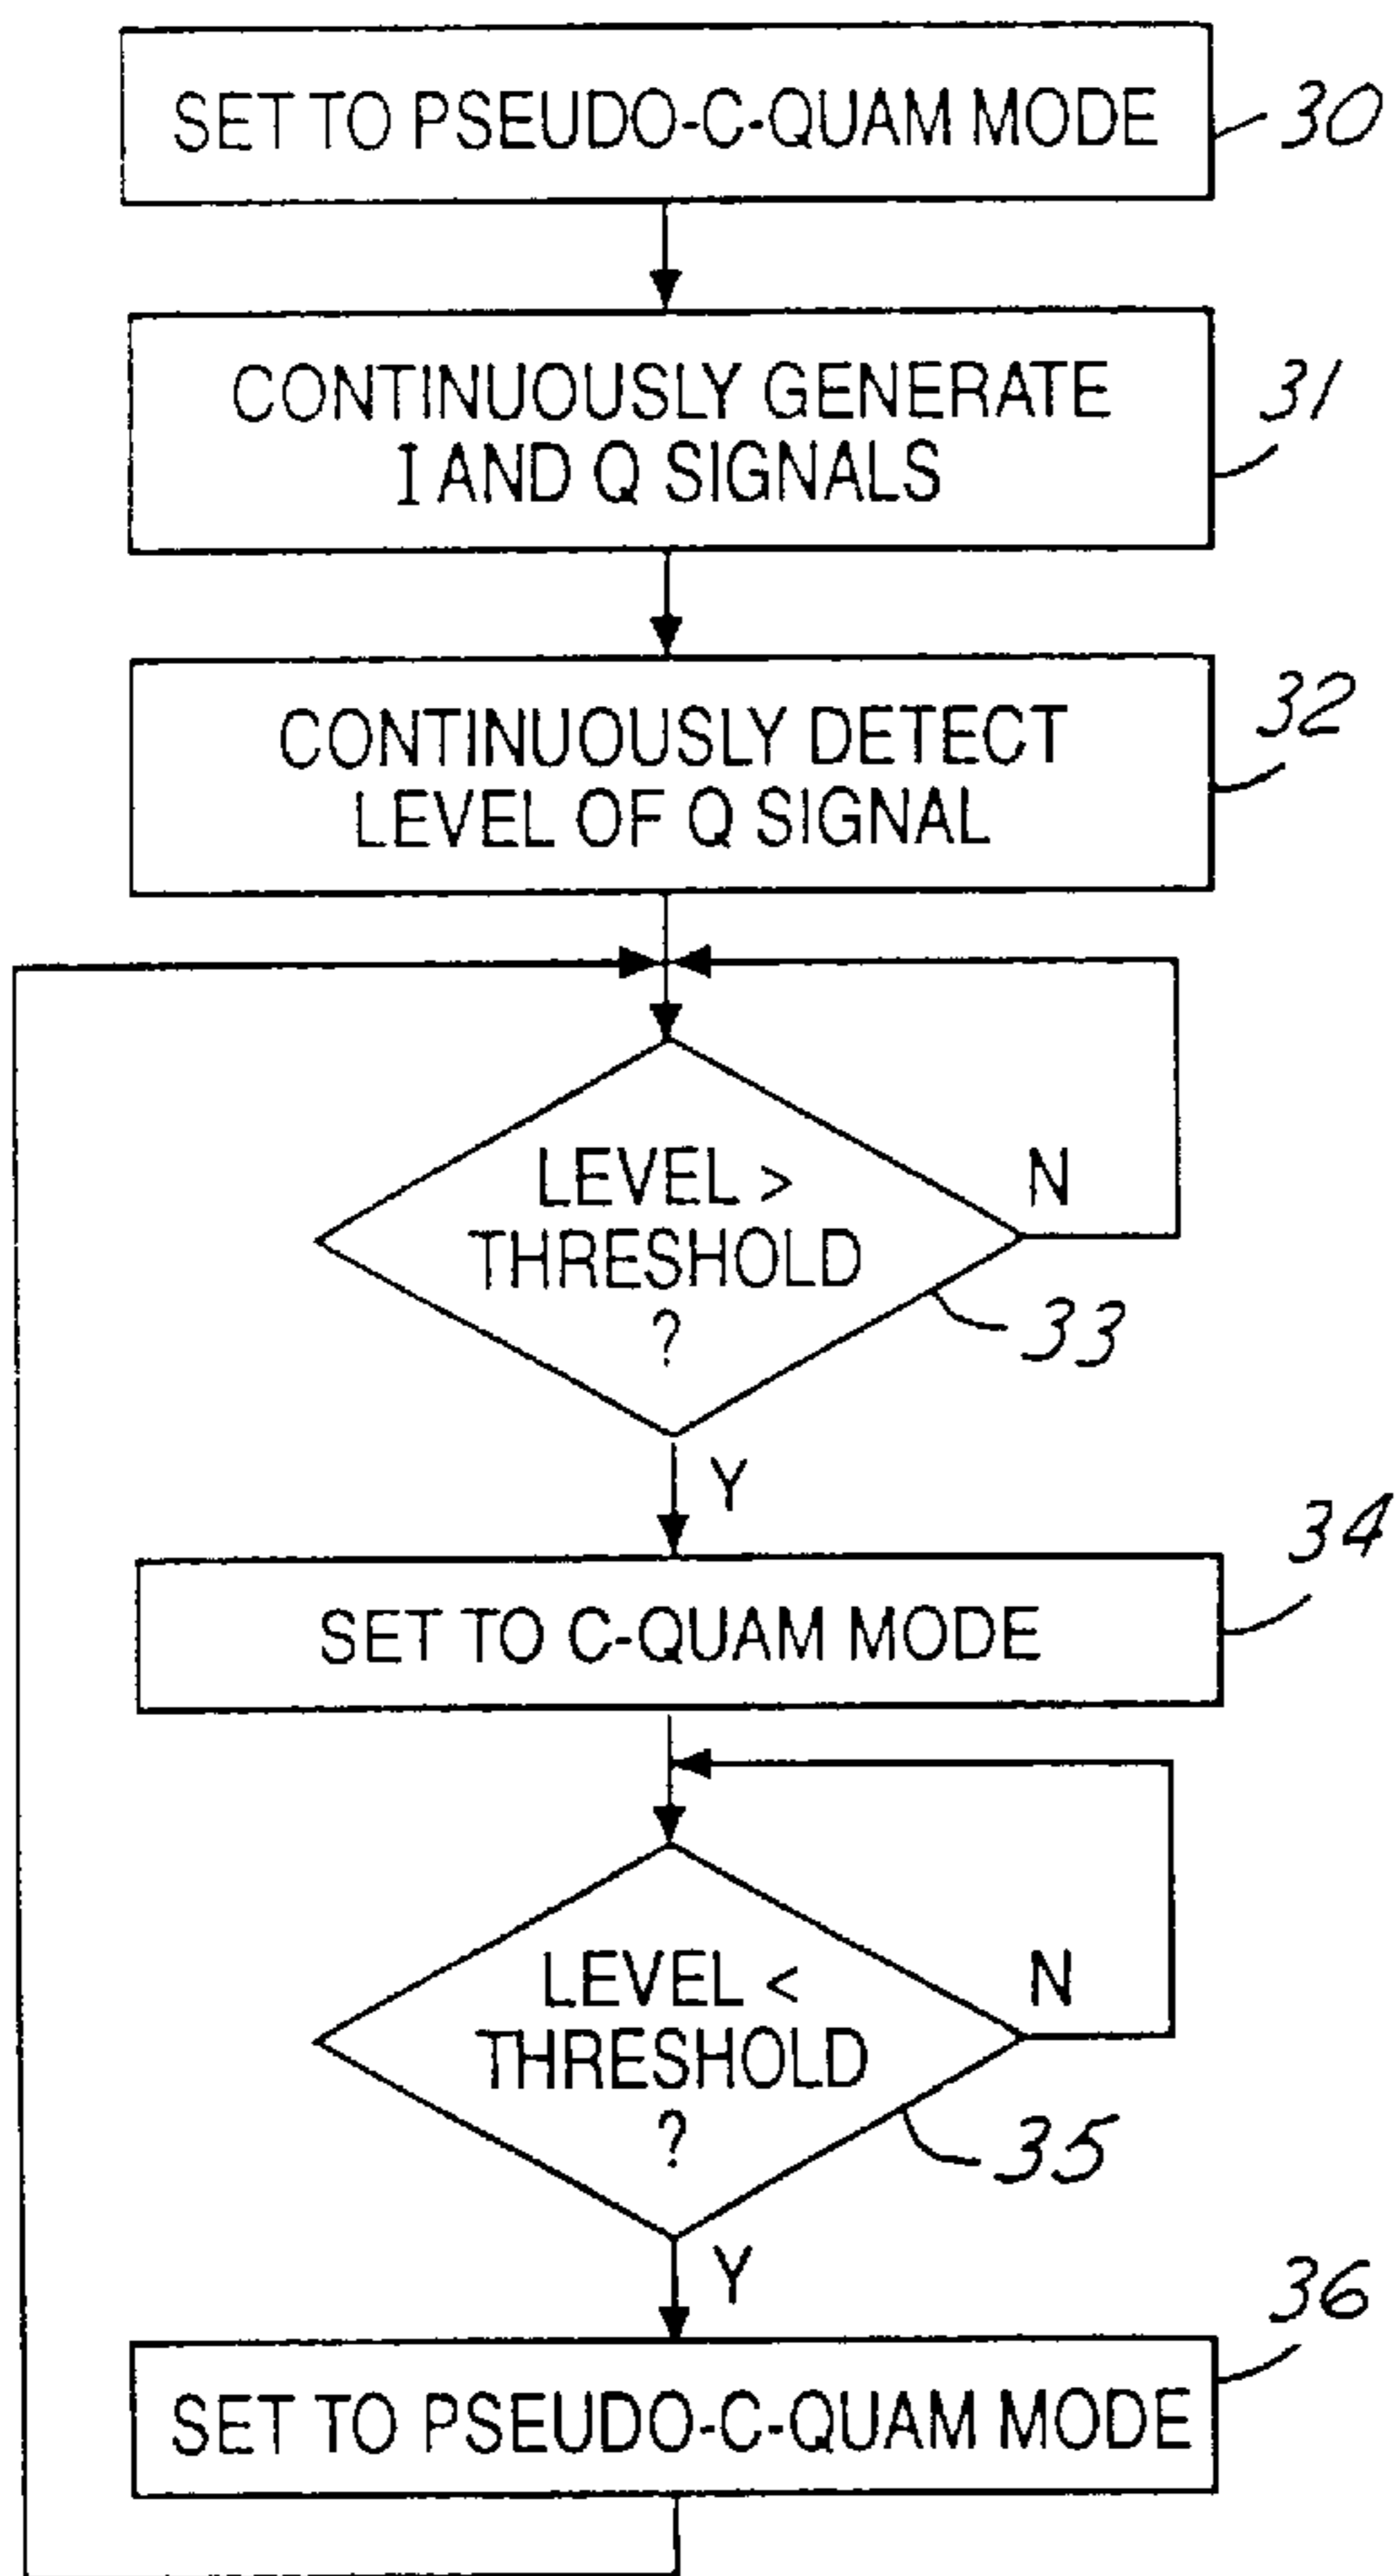 SET TO PSEUDO-C-QUAM MODE
30
CONTINUOUSLY GENERATE
I AND Q SIGNALS
31
CONTINUOUSLY DETECT
LEVEL OF Q SIGNAL
32
LEVEL >
THRESHOLD
?
N
33
Y
SET TO C-QUAM MODE
34
LEVEL <
THRESHOLD
?
N
35
Y
SET TO PSEUDO-C-QUAM MODE
36